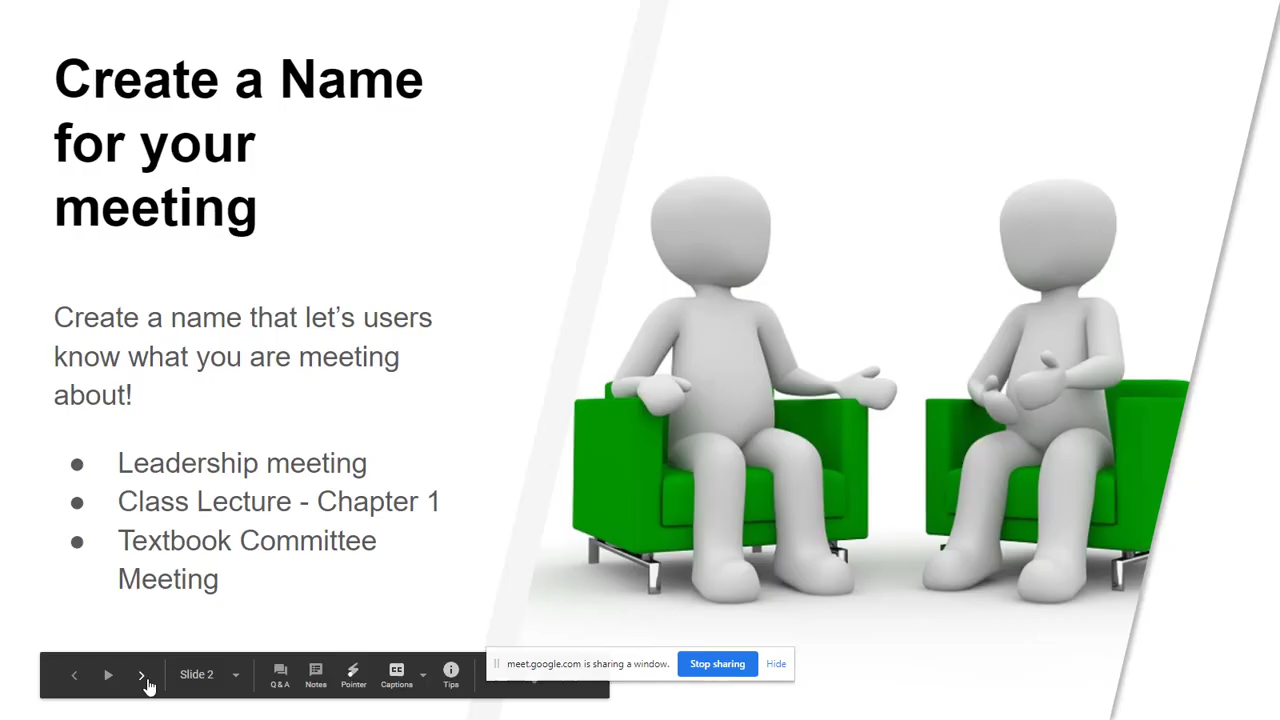 Create a Name
for your
meeting
Create a name that let’s users
know what you are meeting
about!
● Leadership meeting
● Class Lecture - Chapter 1
● Textbook Committee
Meeting
Slide 2
Q & A
Notes
Pointer
Captions
Tips
meet.google.com is sharing a window.
Stop sharing
Hide